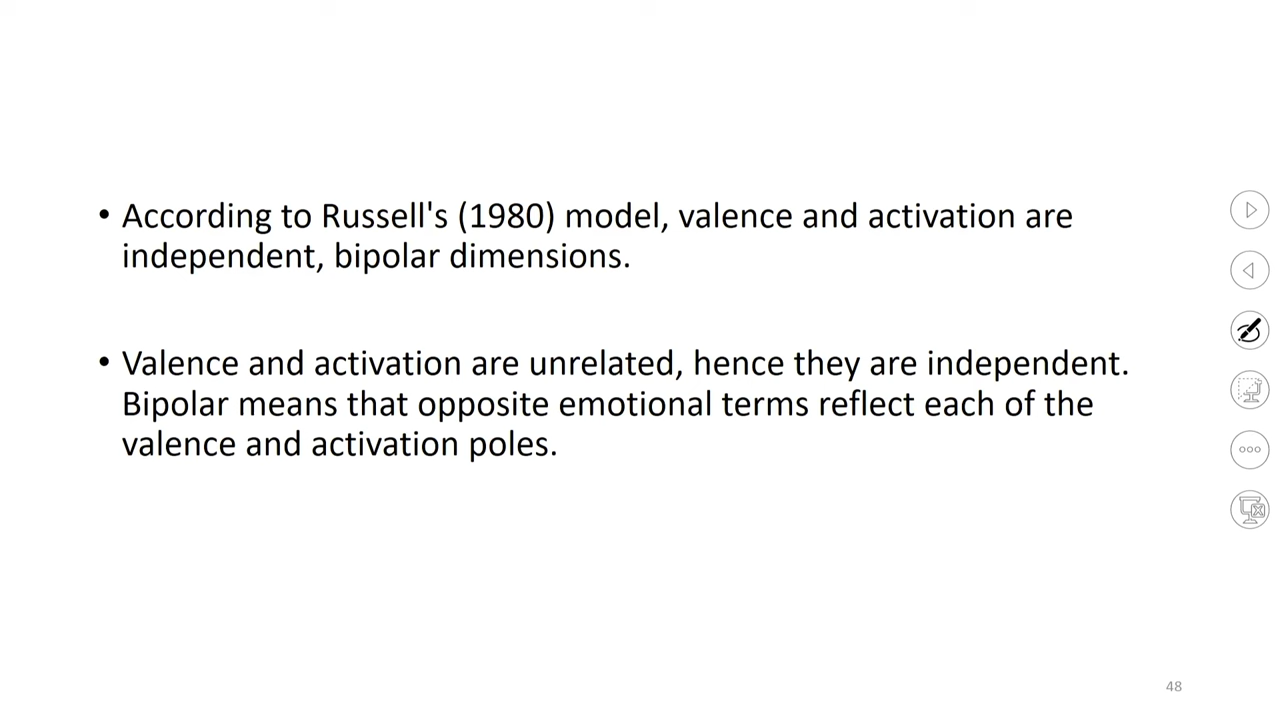 • According to Russell's (1980) model, valence and activation are
independent, bipolar dimensions.
• Valence and activation are unrelated, hence they are independent.
Bipolar means that opposite emotional terms reflect each of the
valence and activation poles.
48